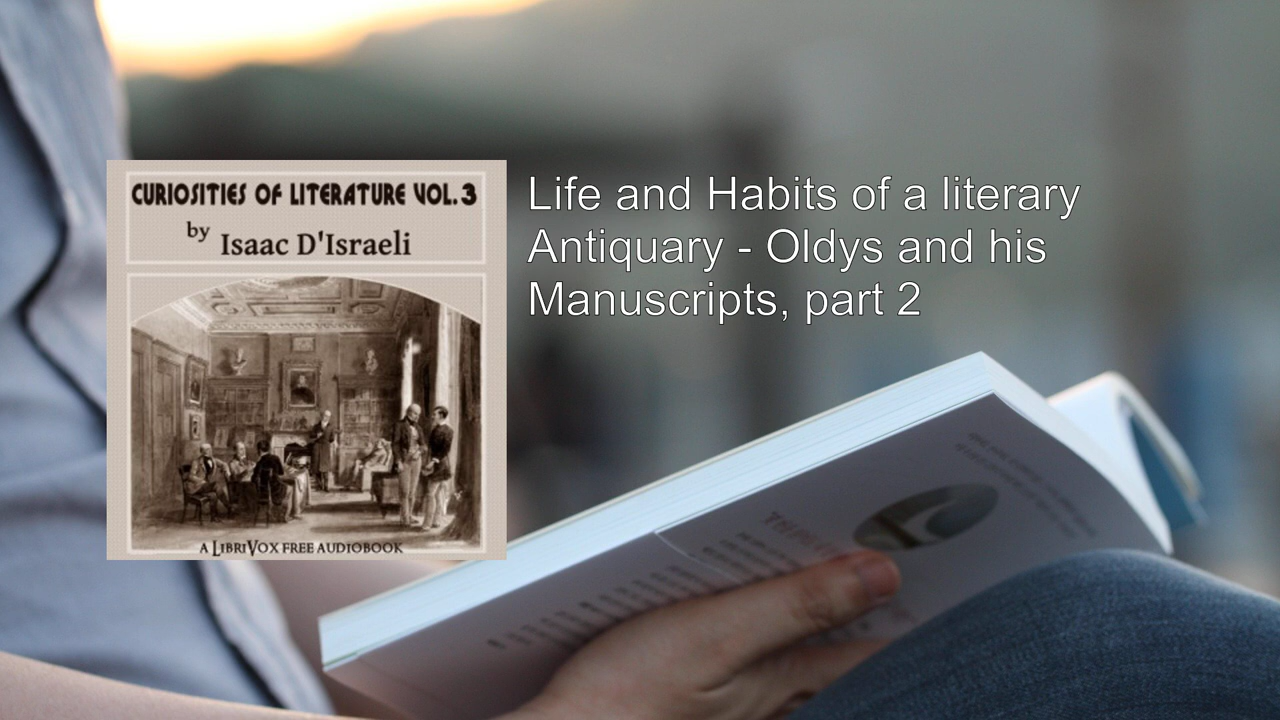 CURIOSITIES OF LITERATURE VOL.3
by Isaac D'Israeli
A LIBRIVOX FREE AUDIOBOOK
Life and Habits of a literary
Antiquary - Oldys and his
Manuscripts, part 2